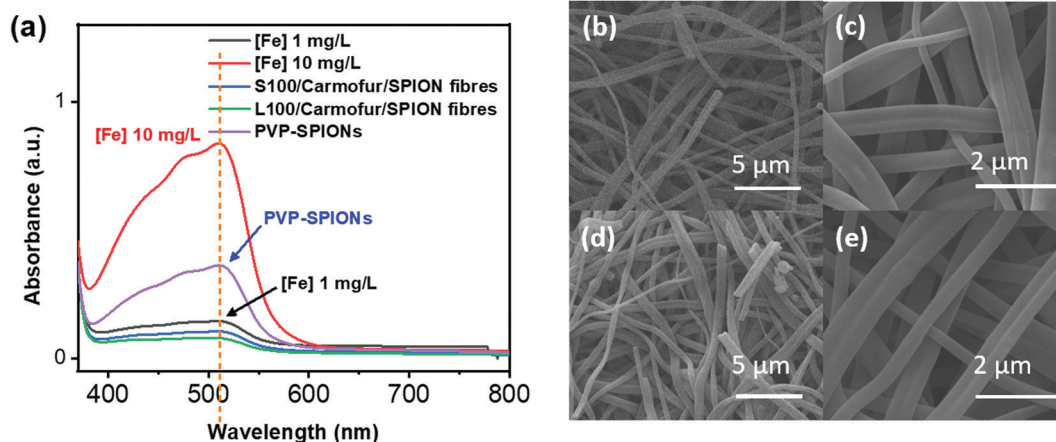 (a)
[Fe] 1 mg/L
[Fe] 10 mg/L
S100/Carmofur/SPION fibres
L100/Carmofur/SPION fibres
PVP-SPIONs
[Fe] 10 mg/L
PVP-SPIONs
[Fe] 1 mg/L
Absorbance (a.u.)
1
0
400 500 600 700 800
Wavelength (nm)
(b)
5 µm
(c)
2 µm
(d)
5 µm
(e)
2 µm